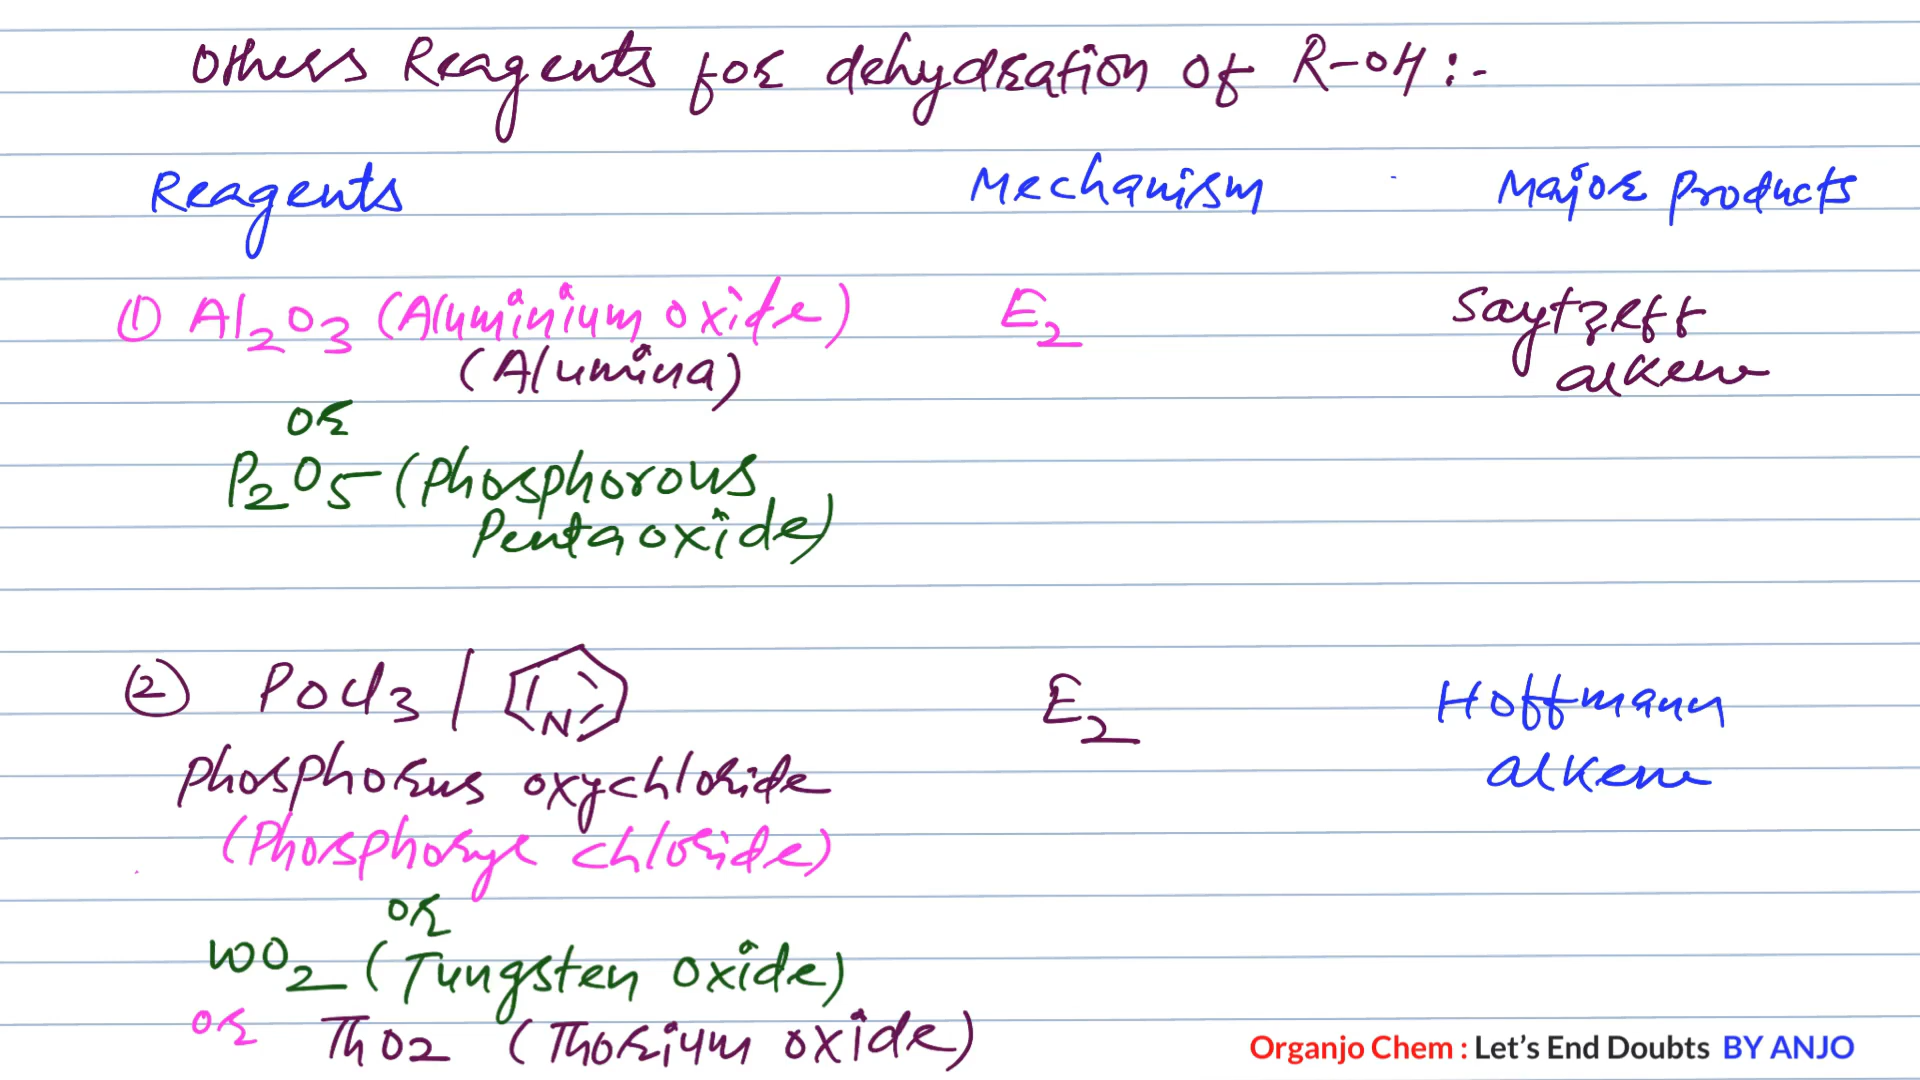 Others Reagents for dehydration of R-OH :-
Reagents Mechanism Major products
① Al2O3 (Aluminium oxide) E2 Saytzeff
(Alumina) alkene
OR
P2O5 (Phosphorous
Pentaoxide)
② POCl3 / N E2 Hoffmann
phosphorus oxychloride alkene
(Phosphoryl chloride)
OR
WO2 (Tungsten oxide)
OR ThO2 (Thorium oxide)
Organjo Chem : Let's End Doubts BY ANJO